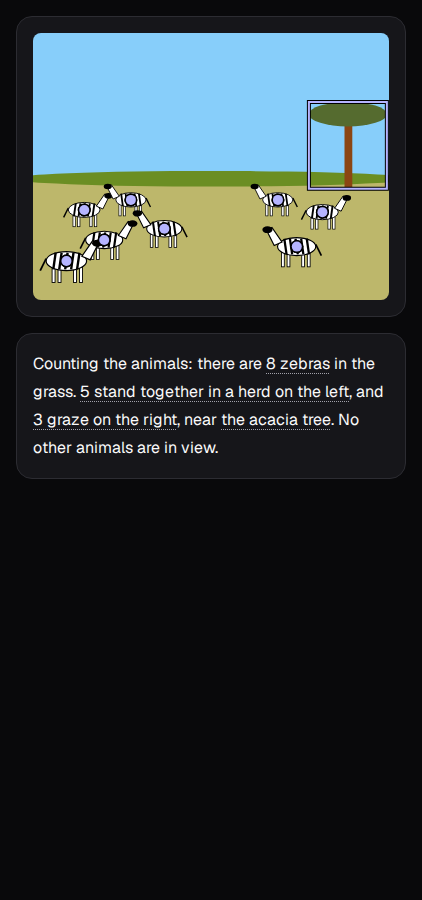 Counting the animals: there are 8 zebras in the
grass. 5 stand together in a herd on the left, and
3 graze on the right, near the acacia tree. No
other animals are in view.